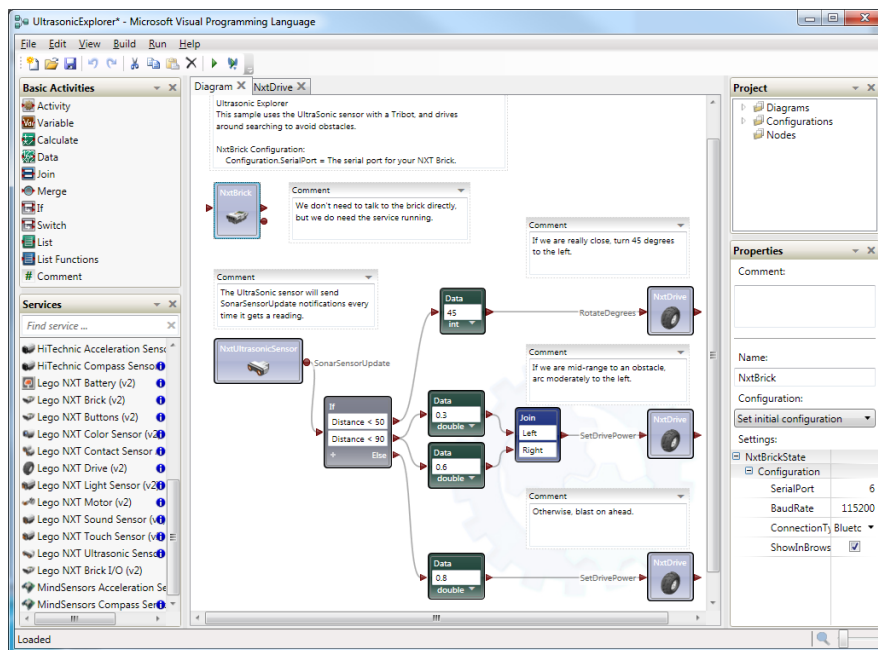 UltrasonicExplorer* - Microsoft Visual Programming Language
File Edit View Build Run Help
Basic Activities
Activity
Variable
Calculate
Data
Join
Merge
If
Switch
List
List Functions
# Comment
Services
Find service ...
HiTechnic Acceleration Senso
HiTechnic Compass Sensor
Lego NXT Battery (v2)
Lego NXT Brick (v2)
Lego NXT Buttons (v2)
Lego NXT Color Sensor (v2)
Lego NXT Contact Sensor
Lego NXT Drive (v2)
Lego NXT Light Sensor (v2)
Lego NXT Motor (v2)
Lego NXT Sound Sensor (v
Lego NXT Touch Sensor (v
Lego NXT Ultrasonic Senso
Lego NXT Brick I/O (v2)
MindSensors Acceleration Se
MindSensors Compass Sen
Diagram NxtDrive
Ultrasonic Explorer
This sample uses the UltraSonic sensor with a Tribot, and drives
around searching to avoid obstacles.
NxtBrick Configuration:
Configuration.SerialPort = The serial port for your NXT Brick.
NxtBrick
Comment
We don't need to talk to the brick directly,
but we do need the service running.
Comment
If we are really close, turn 45 degrees
to the left.
Comment
The UltraSonic sensor will send
SonarSensorUpdate notifications every
time it gets a reading.
Data
45
int
RotateDegrees
NxtDrive
NxtUltrasonicSensor
SonarSensorUpdate
Comment
If we are mid-range to an obstacle,
arc moderately to the left.
If
Distance < 50
Distance < 90
+ Else
Data
0.3
double
Data
0.6
double
Join
Left
Right
SetDrivePower
NxtDrive
Comment
Otherwise, blast on ahead.
Data
0.8
double
SetDrivePower
NxtDrive
Project
Diagrams
Configurations
Nodes
Properties
Comment:
Name:
NxtBrick
Configuration:
Set initial configuration
Settings:
NxtBrickState
Configuration
SerialPort 6
BaudRate 115200
ConnectionTy Bluetc
ShowInBrows
Loaded